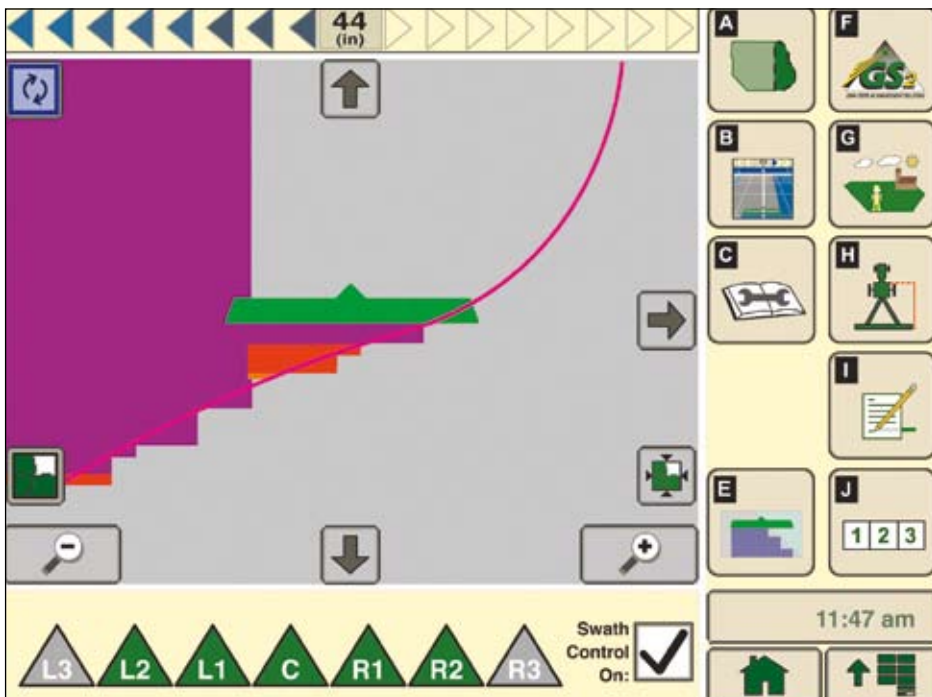 44
(in)
A
F
GS2
B
G
C
H
I
E
J
1 2 3
11:47 am
L3 L2 L1 C R1 R2 R3
Swath
Control
On: